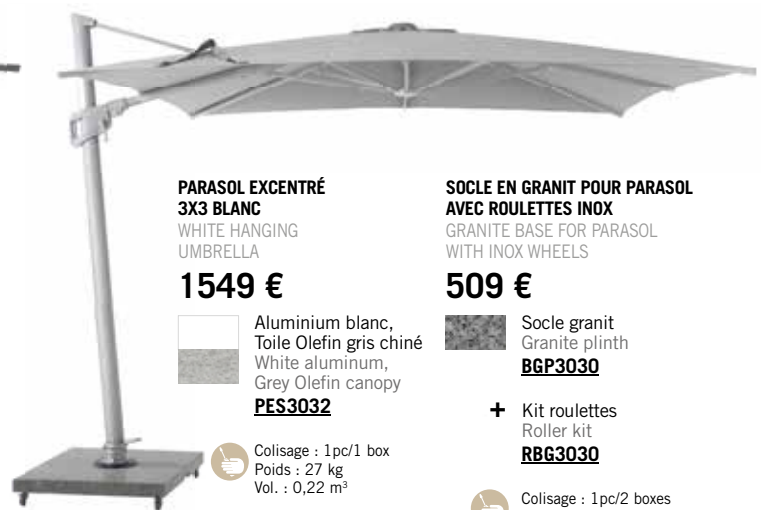 PARASOL EXCENTRÉ
3X3 BLANC
WHITE HANGING
UMBRELLA
1549 €
Aluminium blanc,
Toile Olefin gris chiné
White aluminum,
Grey Olefin canopy
PES3032
Colisage : 1pc/1 box
Poids : 27 kg
Vol. : 0,22 m³
SOCLE EN GRANIT POUR PARASOL
AVEC ROULETTES INOX
GRANITE BASE FOR PARASOL
WITH INOX WHEELS
509 €
Socle granit
Granite plinth
BGP3030
+ Kit roulettes
Roller kit
RBG3030
Colisage : 1pc/2 boxes